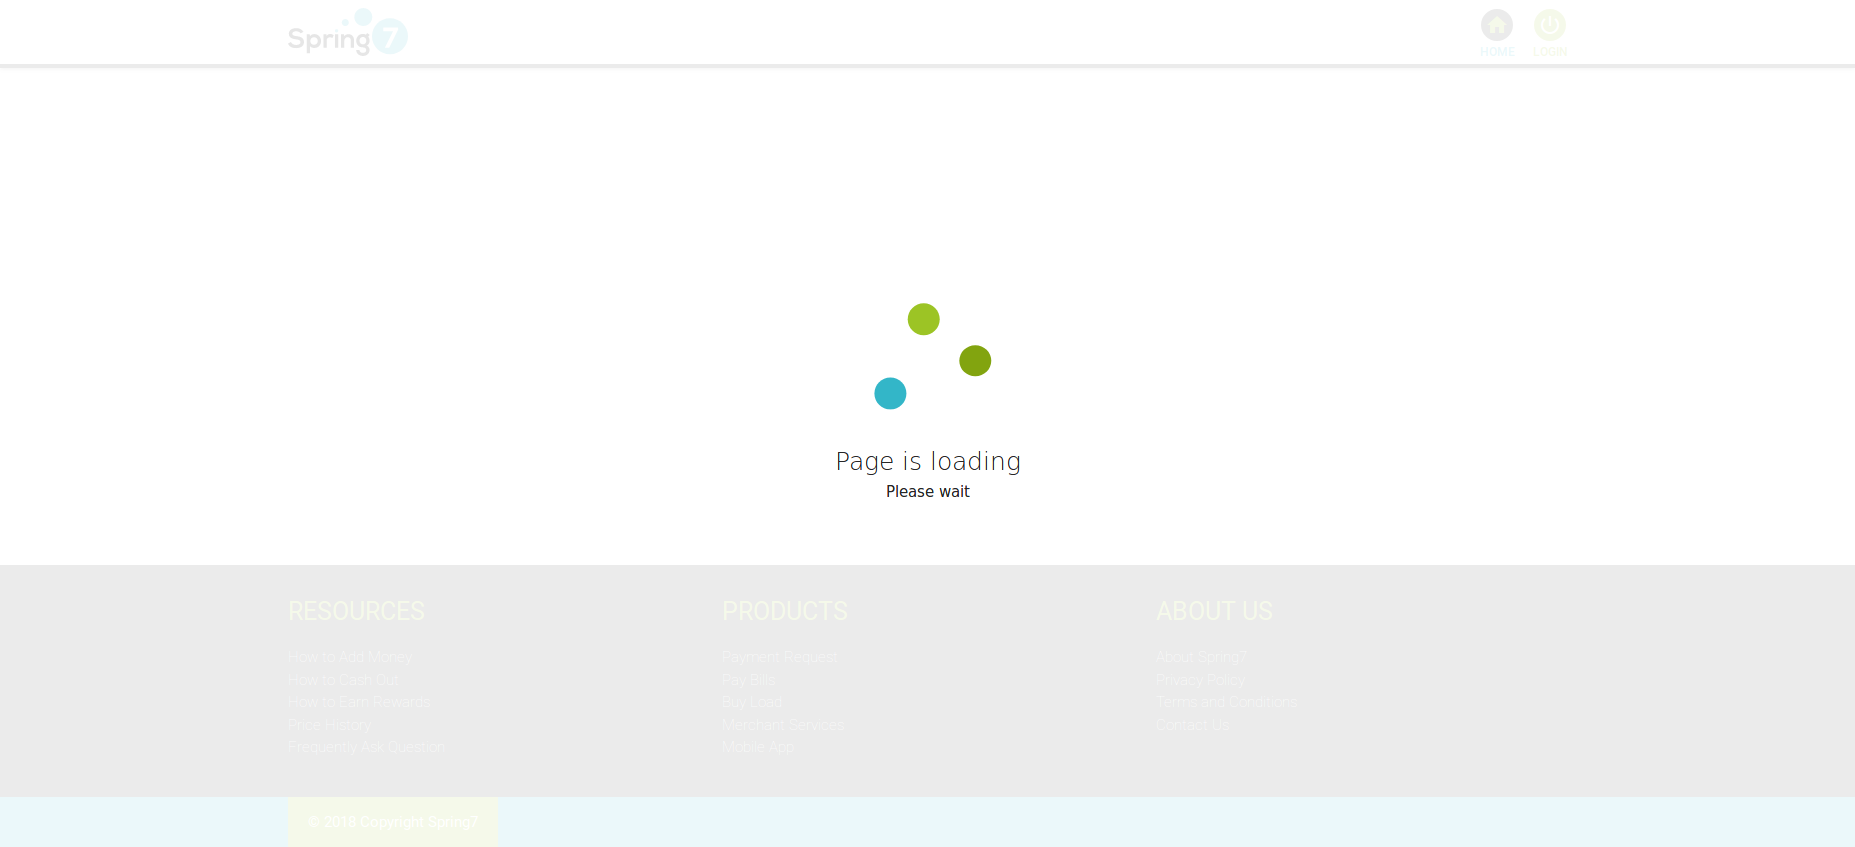 Spring7
HOME
LOGIN
Page is loading
Please wait
RESOURCES
How to Add Money
How to Cash Out
How to Earn Rewards
Price History
Frequently Ask Question
PRODUCTS
Payment Request
Pay Bills
Buy Load
Merchant Services
Mobile App
ABOUT US
About Spring7
Privacy Policy
Terms and Conditions
Contact Us
© 2018 Copyright Spring7